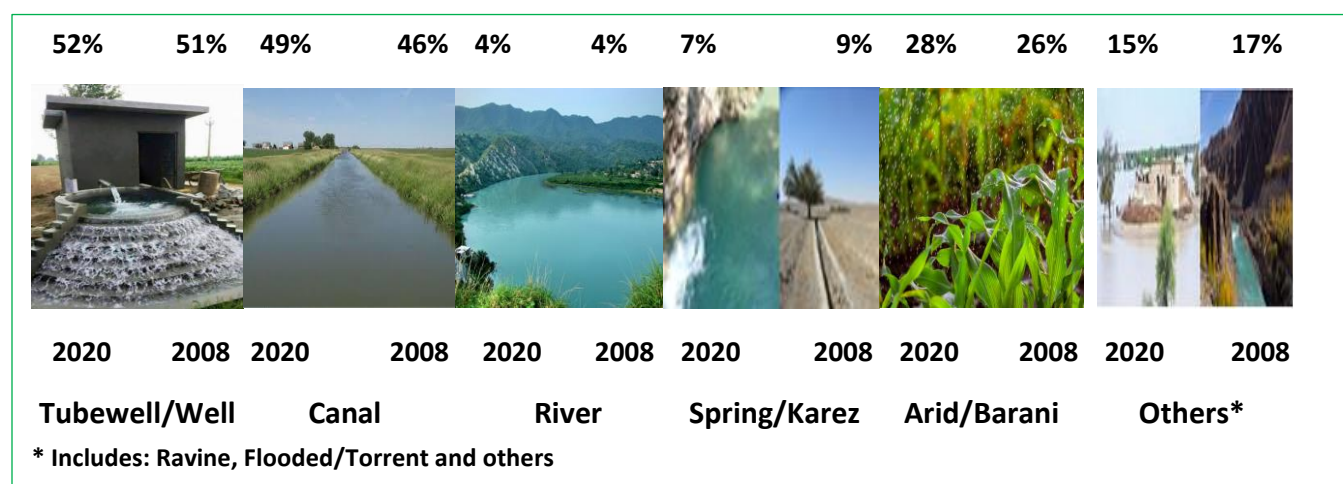 52% 51% 49% 46% 4% 4% 7% 9% 28% 26% 15% 17%
2020 2008 2020 2008 2020 2008 2020 2008 2020 2008 2020 2008
Tubewell/Well Canal River Spring/Karez Arid/Barani Others*
* Includes: Ravine, Flooded/Torrent and others